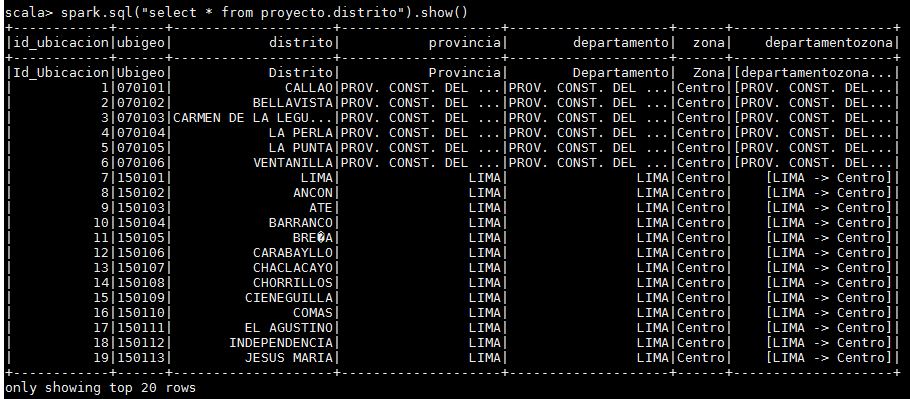 scala> spark.sql("select * from proyecto.distrito").show()
+------------+------+--------------------+--------------------+--------------------+------+--------------------+
|id_ubicacion|ubigeo|            distrito|           provincia|        departamento|  zona|    departamentozona|
+------------+------+--------------------+--------------------+--------------------+------+--------------------+
|Id_Ubicacion|Ubigeo|            Distrito|           Provincia|        Departamento|  Zona|[departamentozona...|
|           1|070101|              CALLAO|PROV. CONST. DEL ...|PROV. CONST. DEL ...|Centro|[PROV. CONST. DEL...|
|           2|070102|          BELLAVISTA|PROV. CONST. DEL ...|PROV. CONST. DEL ...|Centro|[PROV. CONST. DEL...|
|           3|070103|CARMEN DE LA LEGU...|PROV. CONST. DEL ...|PROV. CONST. DEL ...|Centro|[PROV. CONST. DEL...|
|           4|070104|            LA PERLA|PROV. CONST. DEL ...|PROV. CONST. DEL ...|Centro|[PROV. CONST. DEL...|
|           5|070105|            LA PUNTA|PROV. CONST. DEL ...|PROV. CONST. DEL ...|Centro|[PROV. CONST. DEL...|
|           6|070106|          VENTANILLA|PROV. CONST. DEL ...|PROV. CONST. DEL ...|Centro|[PROV. CONST. DEL...|
|           7|150101|                LIMA|                LIMA|                LIMA|Centro|    [LIMA -> Centro]|
|           8|150102|               ANCON|                LIMA|                LIMA|Centro|    [LIMA -> Centro]|
|           9|150103|                 ATE|                LIMA|                LIMA|Centro|    [LIMA -> Centro]|
|          10|150104|            BARRANCO|                LIMA|                LIMA|Centro|    [LIMA -> Centro]|
|          11|150105|               BRE�A|                LIMA|                LIMA|Centro|    [LIMA -> Centro]|
|          12|150106|          CARABAYLLO|                LIMA|                LIMA|Centro|    [LIMA -> Centro]|
|          13|150107|          CHACLACAYO|                LIMA|                LIMA|Centro|    [LIMA -> Centro]|
|          14|150108|          CHORRILLOS|                LIMA|                LIMA|Centro|    [LIMA -> Centro]|
|          15|150109|         CIENEGUILLA|                LIMA|                LIMA|Centro|    [LIMA -> Centro]|
|          16|150110|               COMAS|                LIMA|                LIMA|Centro|    [LIMA -> Centro]|
|          17|150111|         EL AGUSTINO|                LIMA|                LIMA|Centro|    [LIMA -> Centro]|
|          18|150112|       INDEPENDENCIA|                LIMA|                LIMA|Centro|    [LIMA -> Centro]|
|          19|150113|         JESUS MARIA|                LIMA|                LIMA|Centro|    [LIMA -> Centro]|
+------------+------+--------------------+--------------------+--------------------+------+--------------------+
only showing top 20 rows